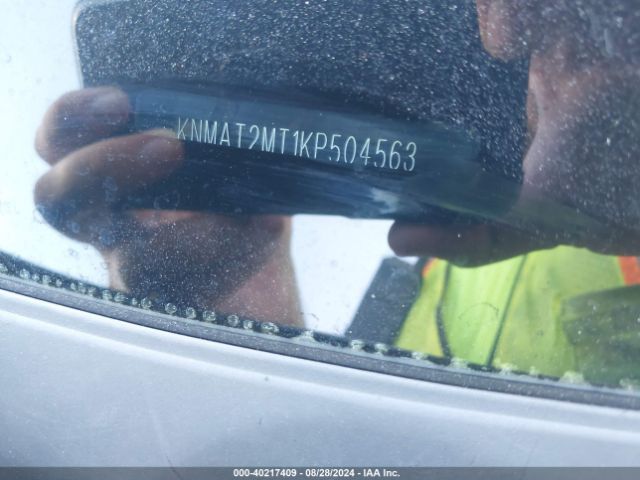 KNMAT2MT1KP504563
000-40217409 - 08/28/2024 - IAA Inc.